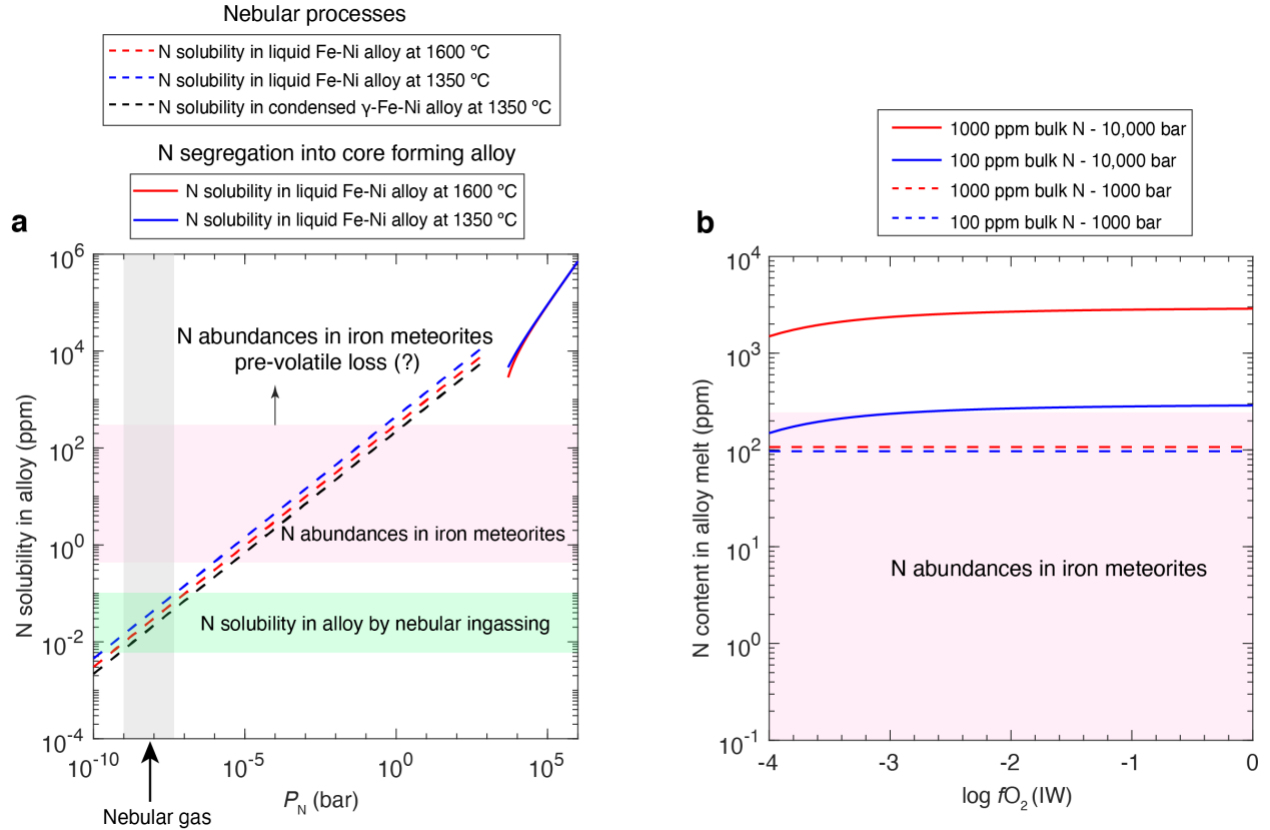 Nebular processes
N solubility in liquid Fe-Ni alloy at 1600 °C
N solubility in liquid Fe-Ni alloy at 1350 °C
N solubility in condensed γ-Fe-Ni alloy at 1350 °C
N segregation into core forming alloy
N solubility in liquid Fe-Ni alloy at 1600 °C
N solubility in liquid Fe-Ni alloy at 1350 °C
a
10^6
10^4
10^2
10^0
10^-2
10^-4
N solubility in alloy (ppm)
N abundances in iron meteorites
pre-volatile loss (?)
N abundances in iron meteorites
N solubility in alloy by nebular ingassing
10^-10
10^-5
10^0
10^5
P_N (bar)
Nebular gas
1000 ppm bulk N - 10,000 bar
100 ppm bulk N - 10,000 bar
1000 ppm bulk N - 1000 bar
100 ppm bulk N - 1000 bar
b
10^4
10^3
10^2
10^1
10^0
10^-1
N content in alloy melt (ppm)
N abundances in iron meteorites
-4
-3
-2
-1
0
log fO_2 (IW)